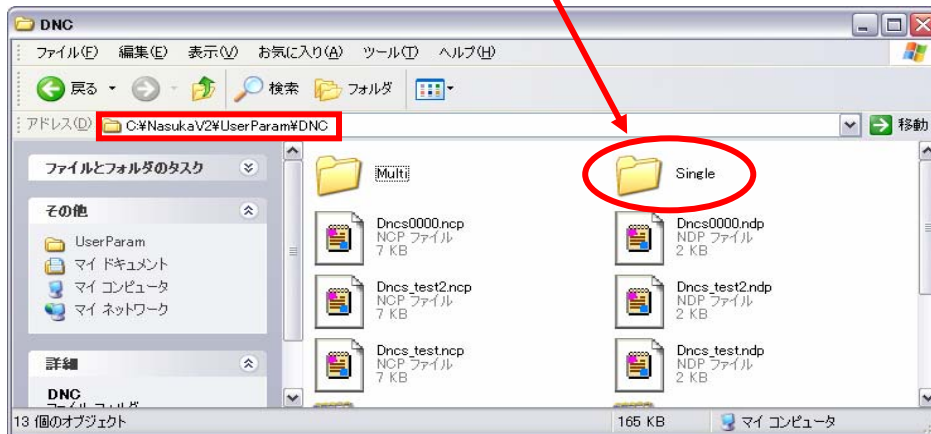 DNC
ファイル(F) 編集(E) 表示(V) お気に入り(A) ツール(T) ヘルプ(H)
戻る 検索 フォルダ
アドレス(D) C:¥NasukaV2¥UserParam¥DNC 移動
ファイルとフォルダのタスク
その他
UserParam
マイ ドキュメント
マイ コンピュータ
マイ ネットワーク
詳細
DNC
Multi
Single
Dncs0000.ncp
NCP ファイル
7 KB
Dncs0000.ndp
NDP ファイル
2 KB
Dncs_test2.ncp
NCP ファイル
7 KB
Dncs_test2.ndp
NDP ファイル
2 KB
Dncs_test.ncp
NCP ファイル
7 KB
Dncs_test.ndp
NDP ファイル
2 KB
13 個のオブジェクト 165 KB マイ コンピュータ